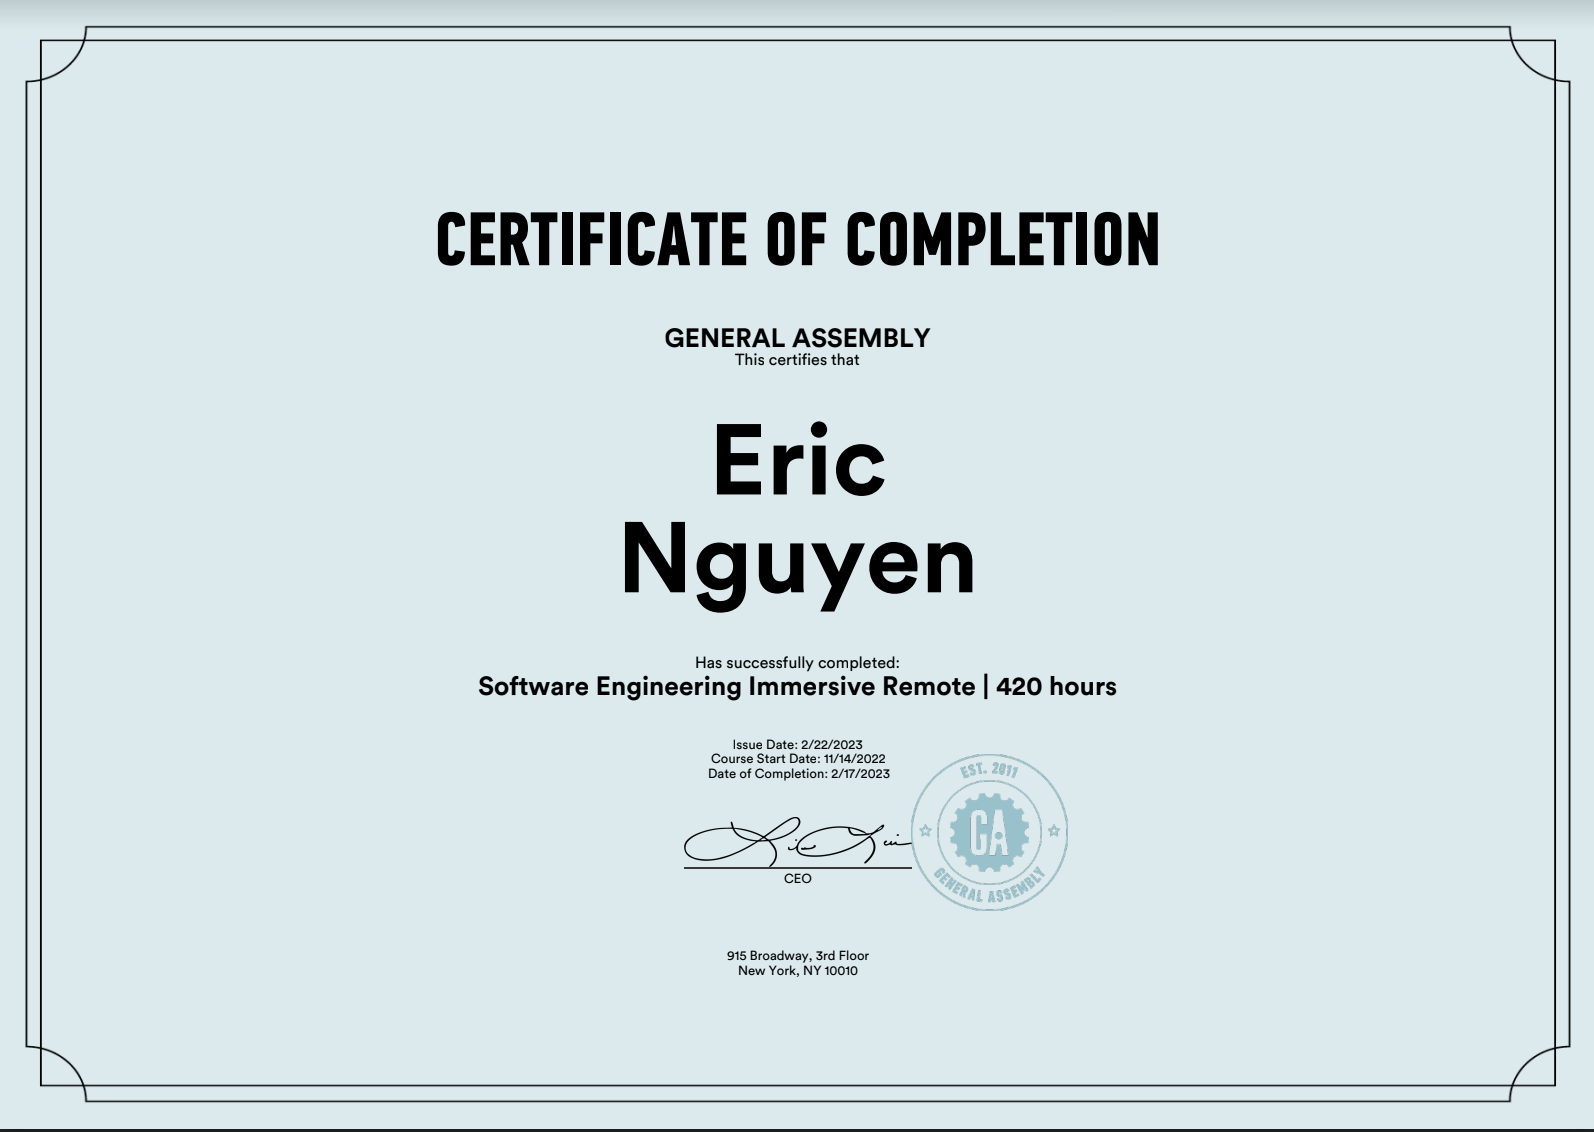 CERTIFICATE OF COMPLETION
GENERAL ASSEMBLY
This certifies that
Eric
Nguyen
Has successfully completed:
Software Engineering Immersive Remote | 420 hours
Issue Date: 2/22/2023
Course Start Date: 11/14/2022
Date of Completion: 2/17/2023
EST. 2011
GA
GENERAL ASSEMBLY
CEO
915 Broadway, 3rd Floor
New York, NY 10010